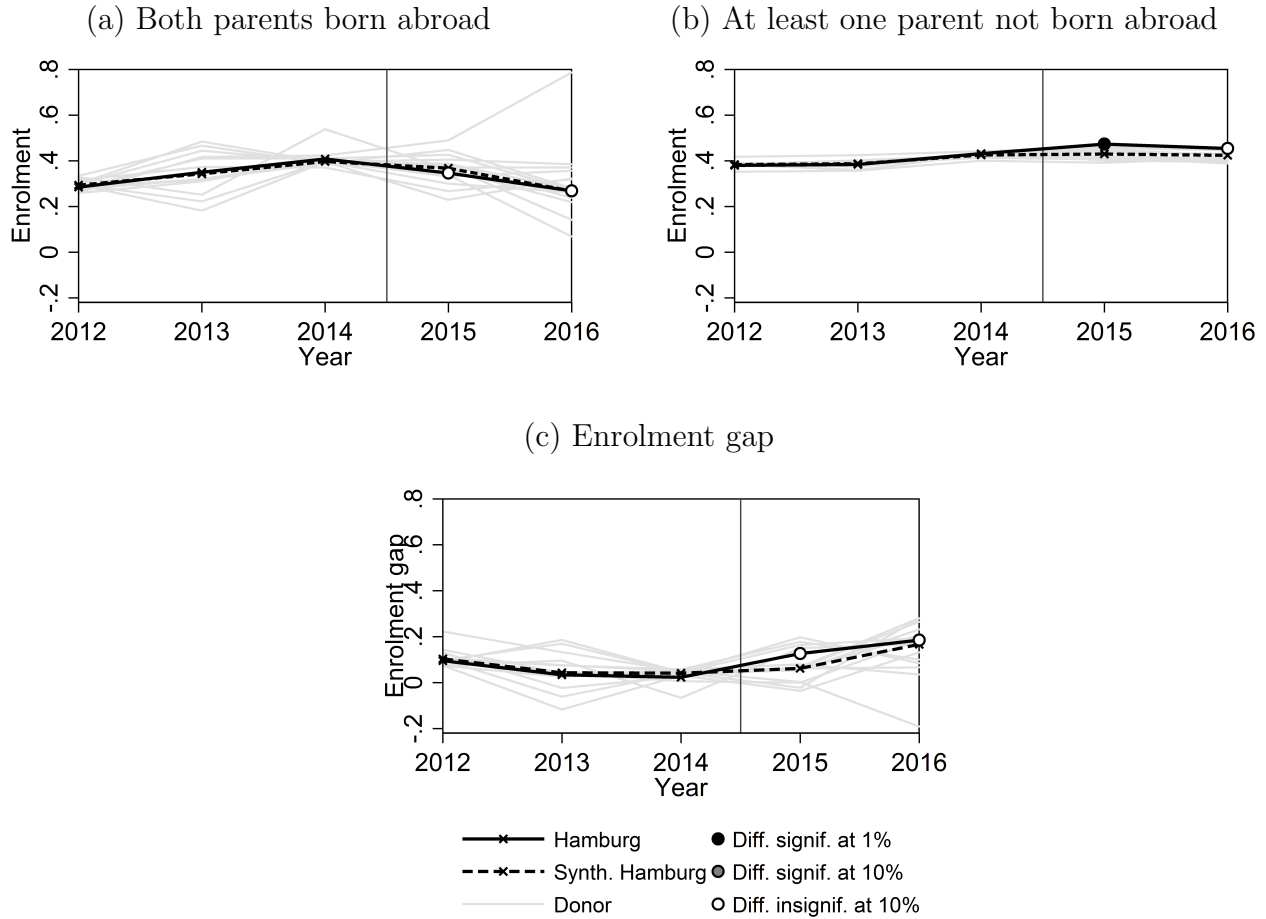 (a) Both parents born abroad
(b) At least one parent not born abroad
Enrolment
.8
.6
.4
.2
0
-.2
2012 2013 2014 2015 2016
Year
Enrolment
.8
.6
.4
.2
0
-.2
2012 2013 2014 2015 2016
Year
(c) Enrolment gap
Enrolment gap
.8
.6
.4
.2
0
-.2
2012 2013 2014 2015 2016
Year
Hamburg
Diff. signif. at 1%
Synth. Hamburg
Diff. signif. at 10%
Donor
Diff. insignif. at 10%